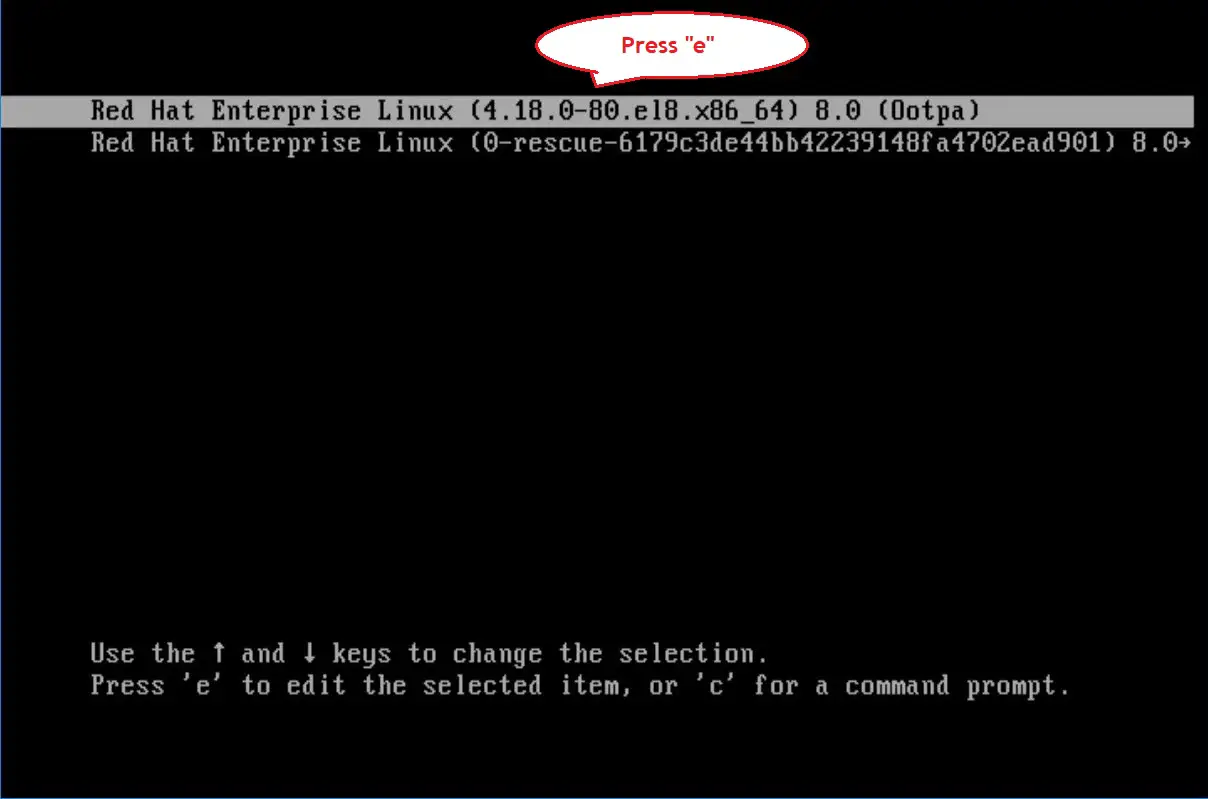 Press "e"
Red Hat Enterprise Linux (4.18.0-80.el8.x86_64) 8.0 (Ootpa)
Red Hat Enterprise Linux (0-rescue-6179c3de44bb42239148fa4702ead901) 8.0→
Use the ↑ and ↓ keys to change the selection.
Press 'e' to edit the selected item, or 'c' for a command prompt.